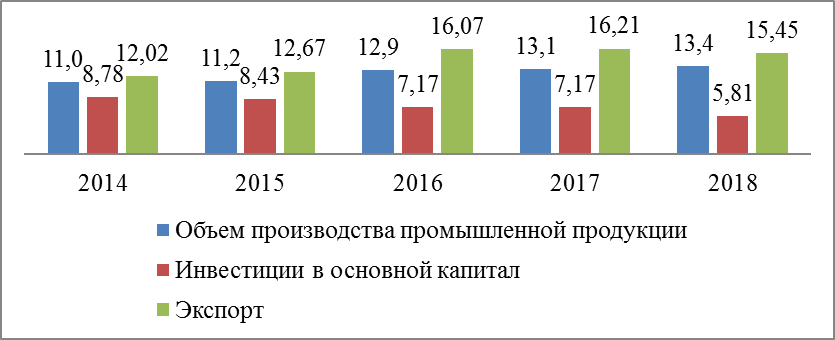 11,0 8,78 12,02 11,2 8,43 12,67 12,9 7,17 16,07 13,1 7,17 16,21 13,4 5,81 15,45
2014 2015 2016 2017 2018
Объем производства промышленной продукции
Инвестиции в основной капитал
Экспорт